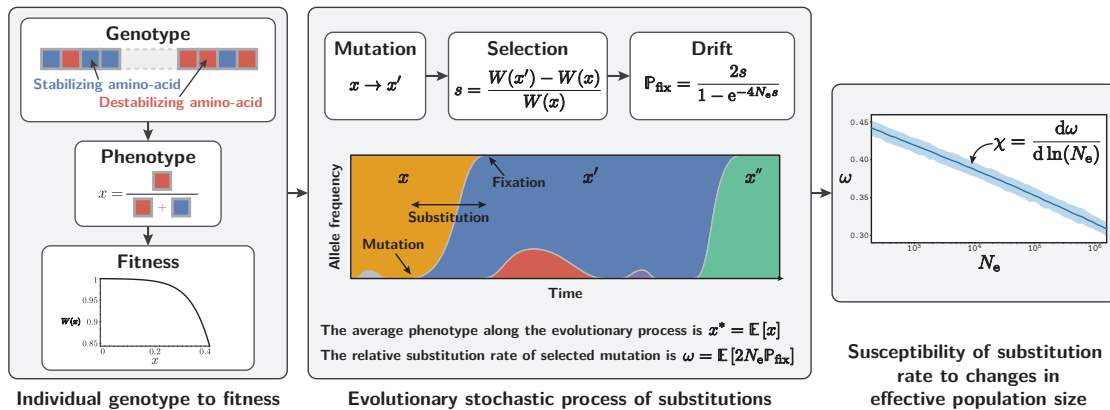 Genotype
Stabilizing amino-acid
Destabilizing amino-acid
Phenotype
x =
+
Fitness
1
0.95
0.9
0.85
W(x)
0
0.2
0.4
x
Individual genotype to fitness
Mutation
x → x′
Selection
s = (W(x′) − W(x)) / W(x)
Drift
ℙfix = 2s / (1 − e^−4Nₑs)
Allele frequency
x
x′
x″
Fixation
Substitution
Mutation
Time
The average phenotype along the evolutionary process is x* = 𝔼[x]
The relative substitution rate of selected mutation is ω = 𝔼[2Nₑℙfix]
Evolutionary stochastic process of substitutions
0.45
0.40
0.35
0.30
ω
χ = dω / d ln(Nₑ)
10³
10⁴
10⁵
10⁶
Nₑ
Susceptibility of substitution
rate to changes in
effective population size